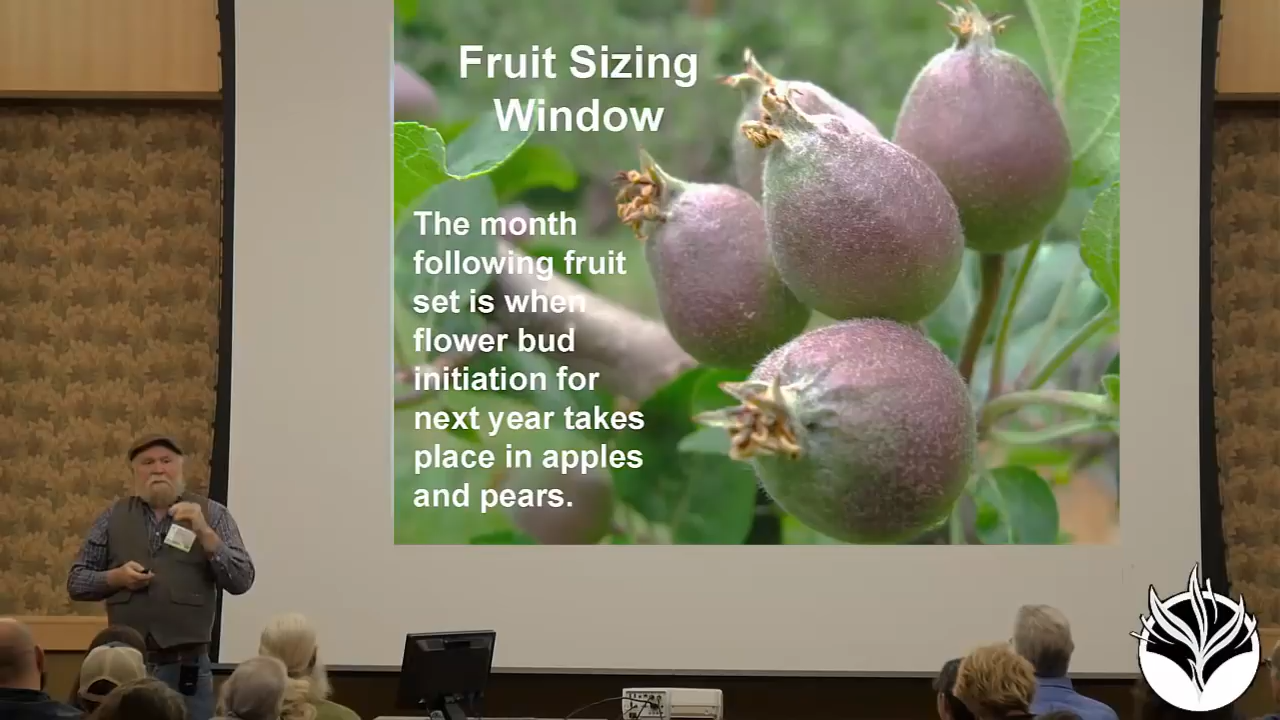 Fruit Sizing
Window
The month
following fruit
set is when
flower bud
initiation for
next year takes
place in apples
and pears.